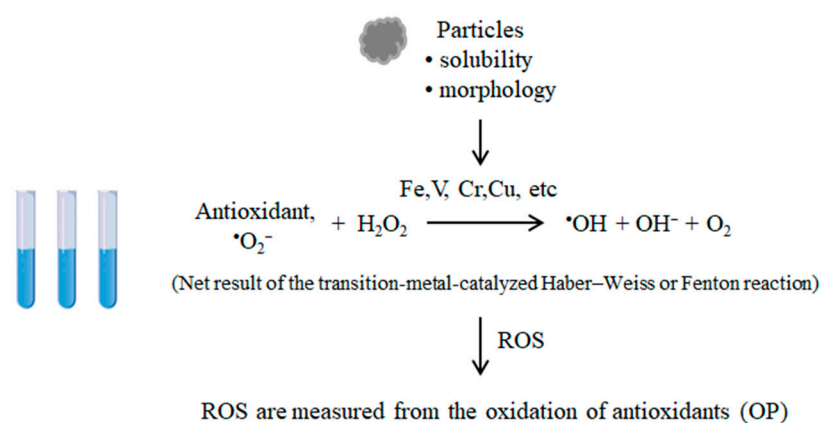 Particles
• solubility
• morphology
Fe,V, Cr,Cu, etc
Antioxidant,
•O₂⁻ + H₂O₂ ⟶ •OH + OH⁻ + O₂
(Net result of the transition-metal-catalyzed Haber–Weiss or Fenton reaction)
ROS
ROS are measured from the oxidation of antioxidants (OP)